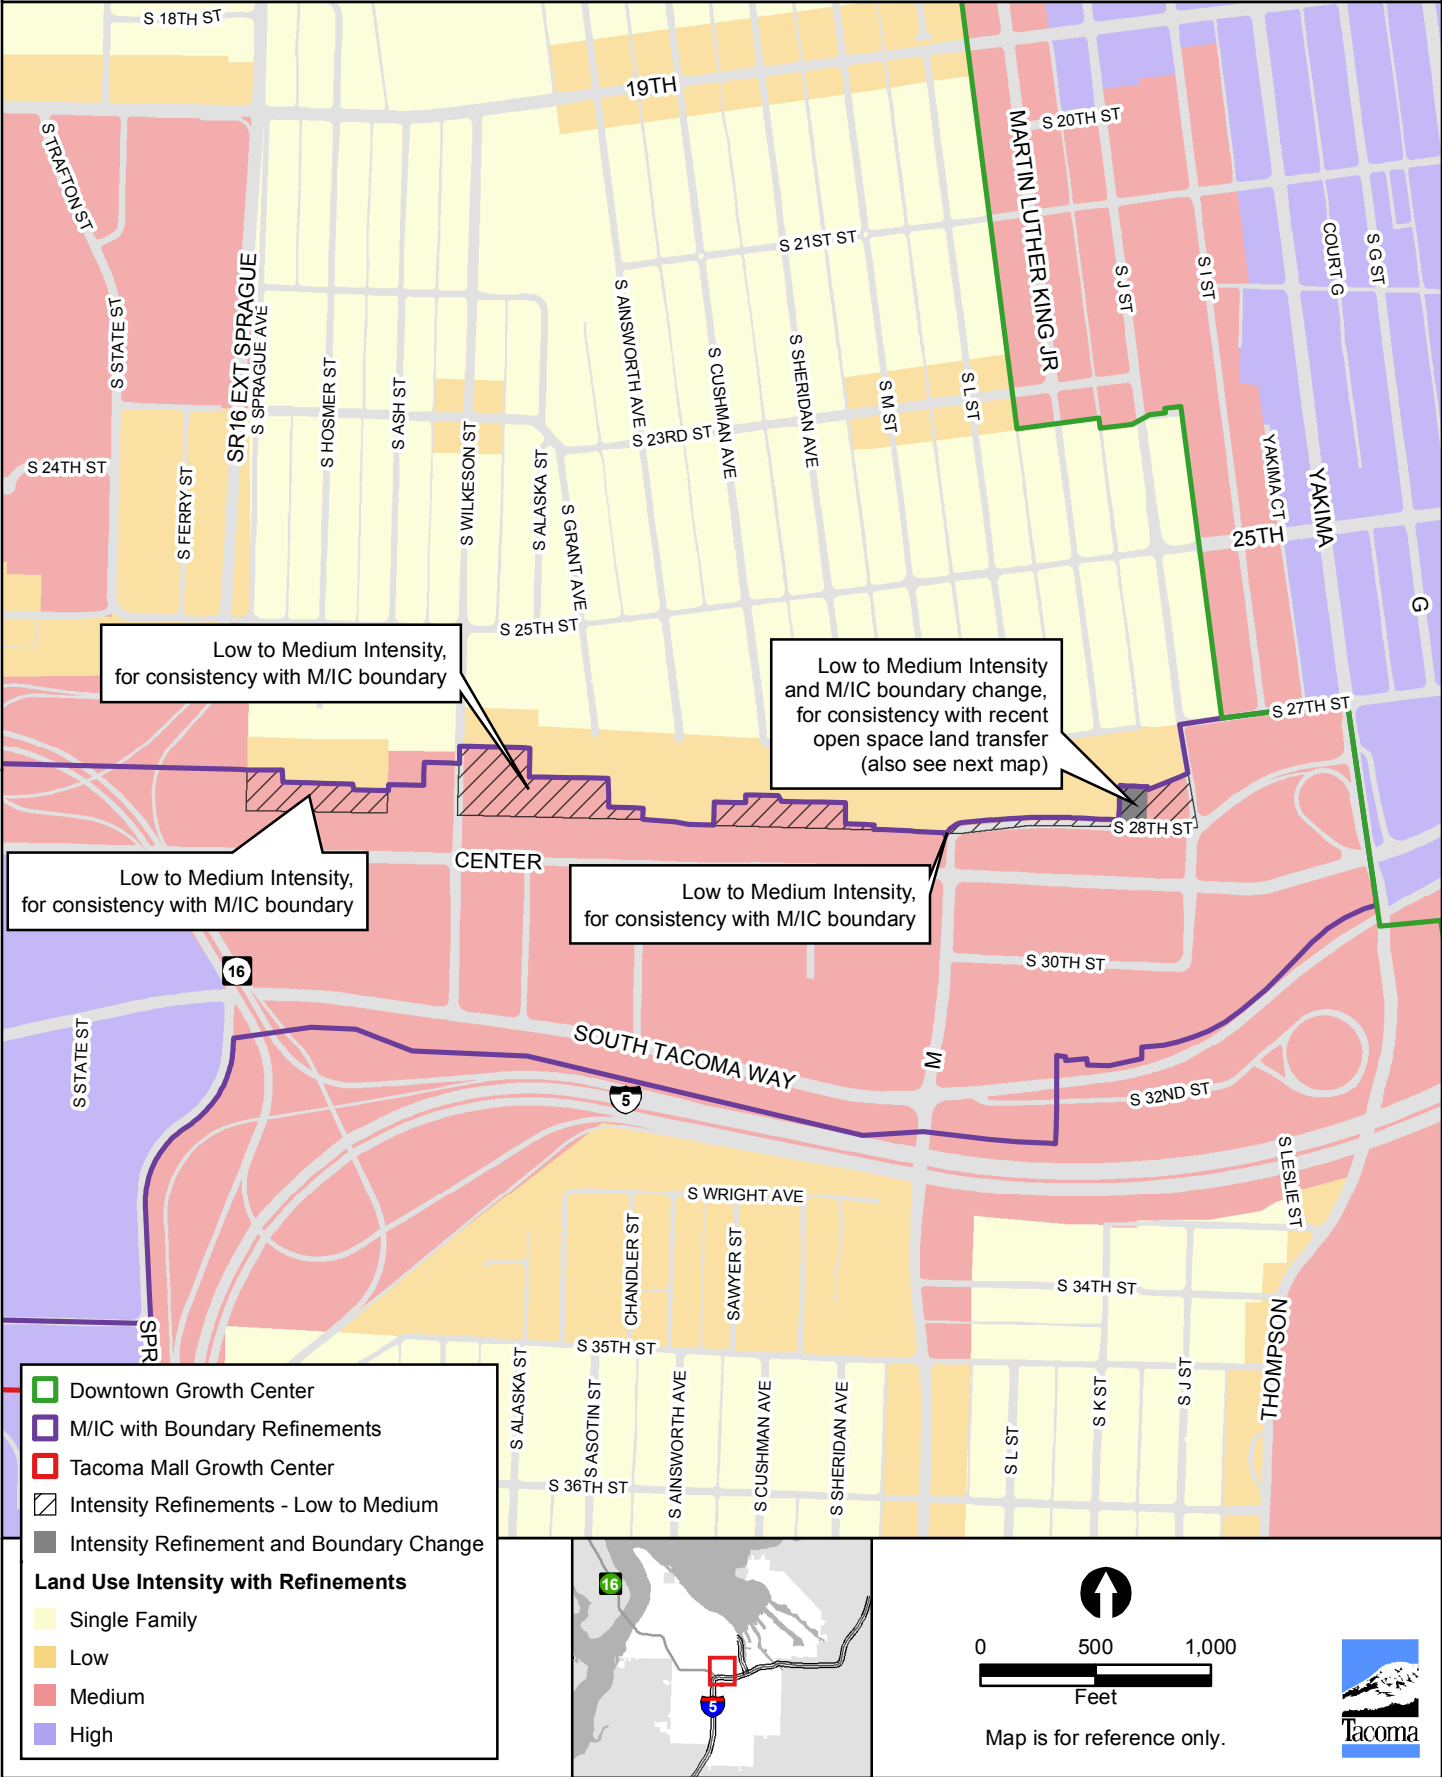 S 18TH ST
19TH
S 20TH ST
S TRAFTON ST
MARTIN LUTHER KING JR
S 21ST ST
COURT G
S G ST
S I ST
S J ST
S STATE ST
SR16 EXT SPRAGUE
S SPRAGUE AVE
S AINSWORTH AVE
S CUSHMAN AVE
S SHERIDAN AVE
S M ST
S L ST
S HOSMER ST
S ASH ST
S WILKESON ST
S ALASKA ST
S GRANT AVE
S 23RD ST
S 24TH ST
S FERRY ST
YAKIMA CT
YAKIMA
25TH
G
S 25TH ST
Low to Medium Intensity,
for consistency with M/IC boundary
Low to Medium Intensity
and M/IC boundary change,
for consistency with recent
open space land transfer
(also see next map)
S 27TH ST
S 28TH ST
CENTER
Low to Medium Intensity,
for consistency with M/IC boundary
Low to Medium Intensity,
for consistency with M/IC boundary
S 30TH ST
16
S STATE ST
SOUTH TACOMA WAY
M
5
S 32ND ST
S LESLIE ST
S WRIGHT AVE
CHANDLER ST
SAWYER ST
S 34TH ST
THOMPSON
SPR
S 35TH ST
S ALASKA ST
S ASOTIN ST
S AINSWORTH AVE
S CUSHMAN AVE
S SHERIDAN AVE
S L ST
S K ST
S J ST
S 36TH ST
Downtown Growth Center
M/IC with Boundary Refinements
Tacoma Mall Growth Center
Intensity Refinements - Low to Medium
Intensity Refinement and Boundary Change
Land Use Intensity with Refinements
Single Family
Low
Medium
High
16
5
0 500 1,000
Feet
Map is for reference only.
Tacoma